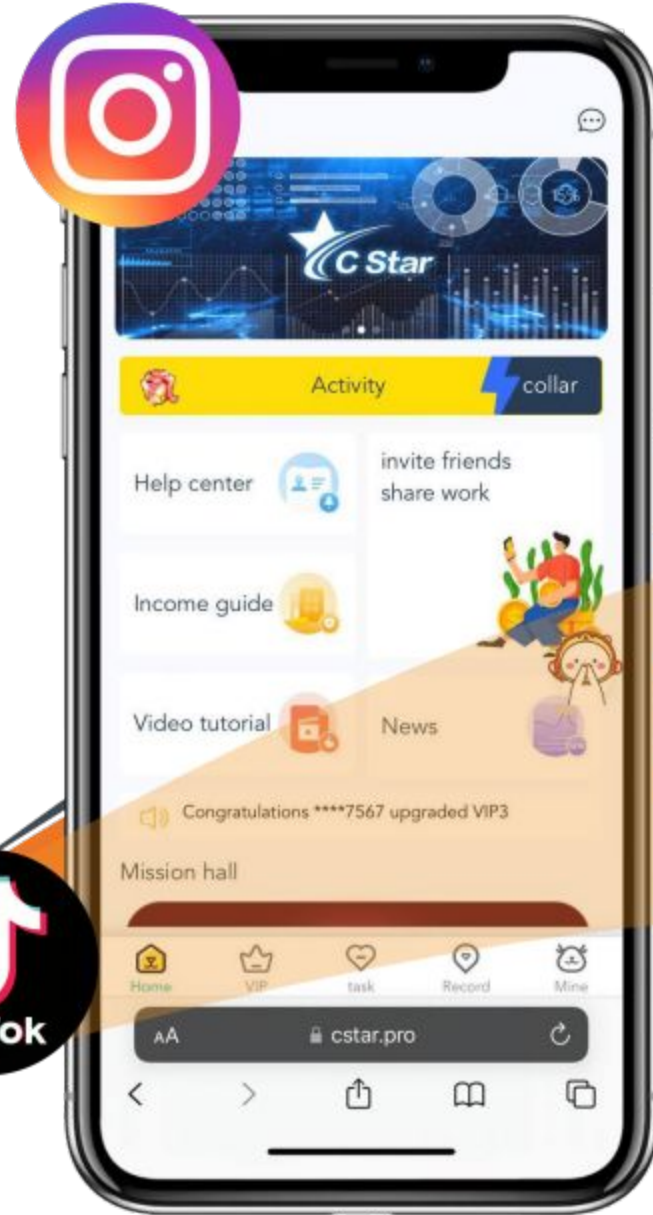 C Star
Activity
collar
Help center
invite friends
share work
Income guide
Video tutorial
News
Congratulations ****7567 upgraded VIP3
Mission hall
Home
VIP
task
Record
Mine
AA
cstar.pro
ok